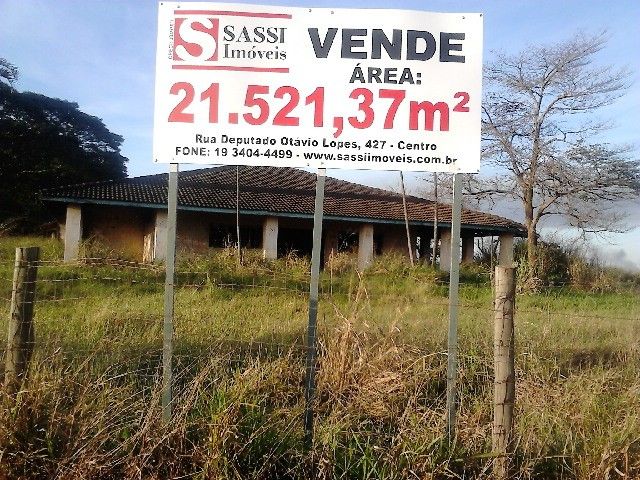 SASSI
Imóveis
VENDE
ÁREA:
21.521,37m²
Rua Deputado Otávio Lopes, 427 - Centro
FONE: 19 3404-4499 - www.sassiimoveis.com.br